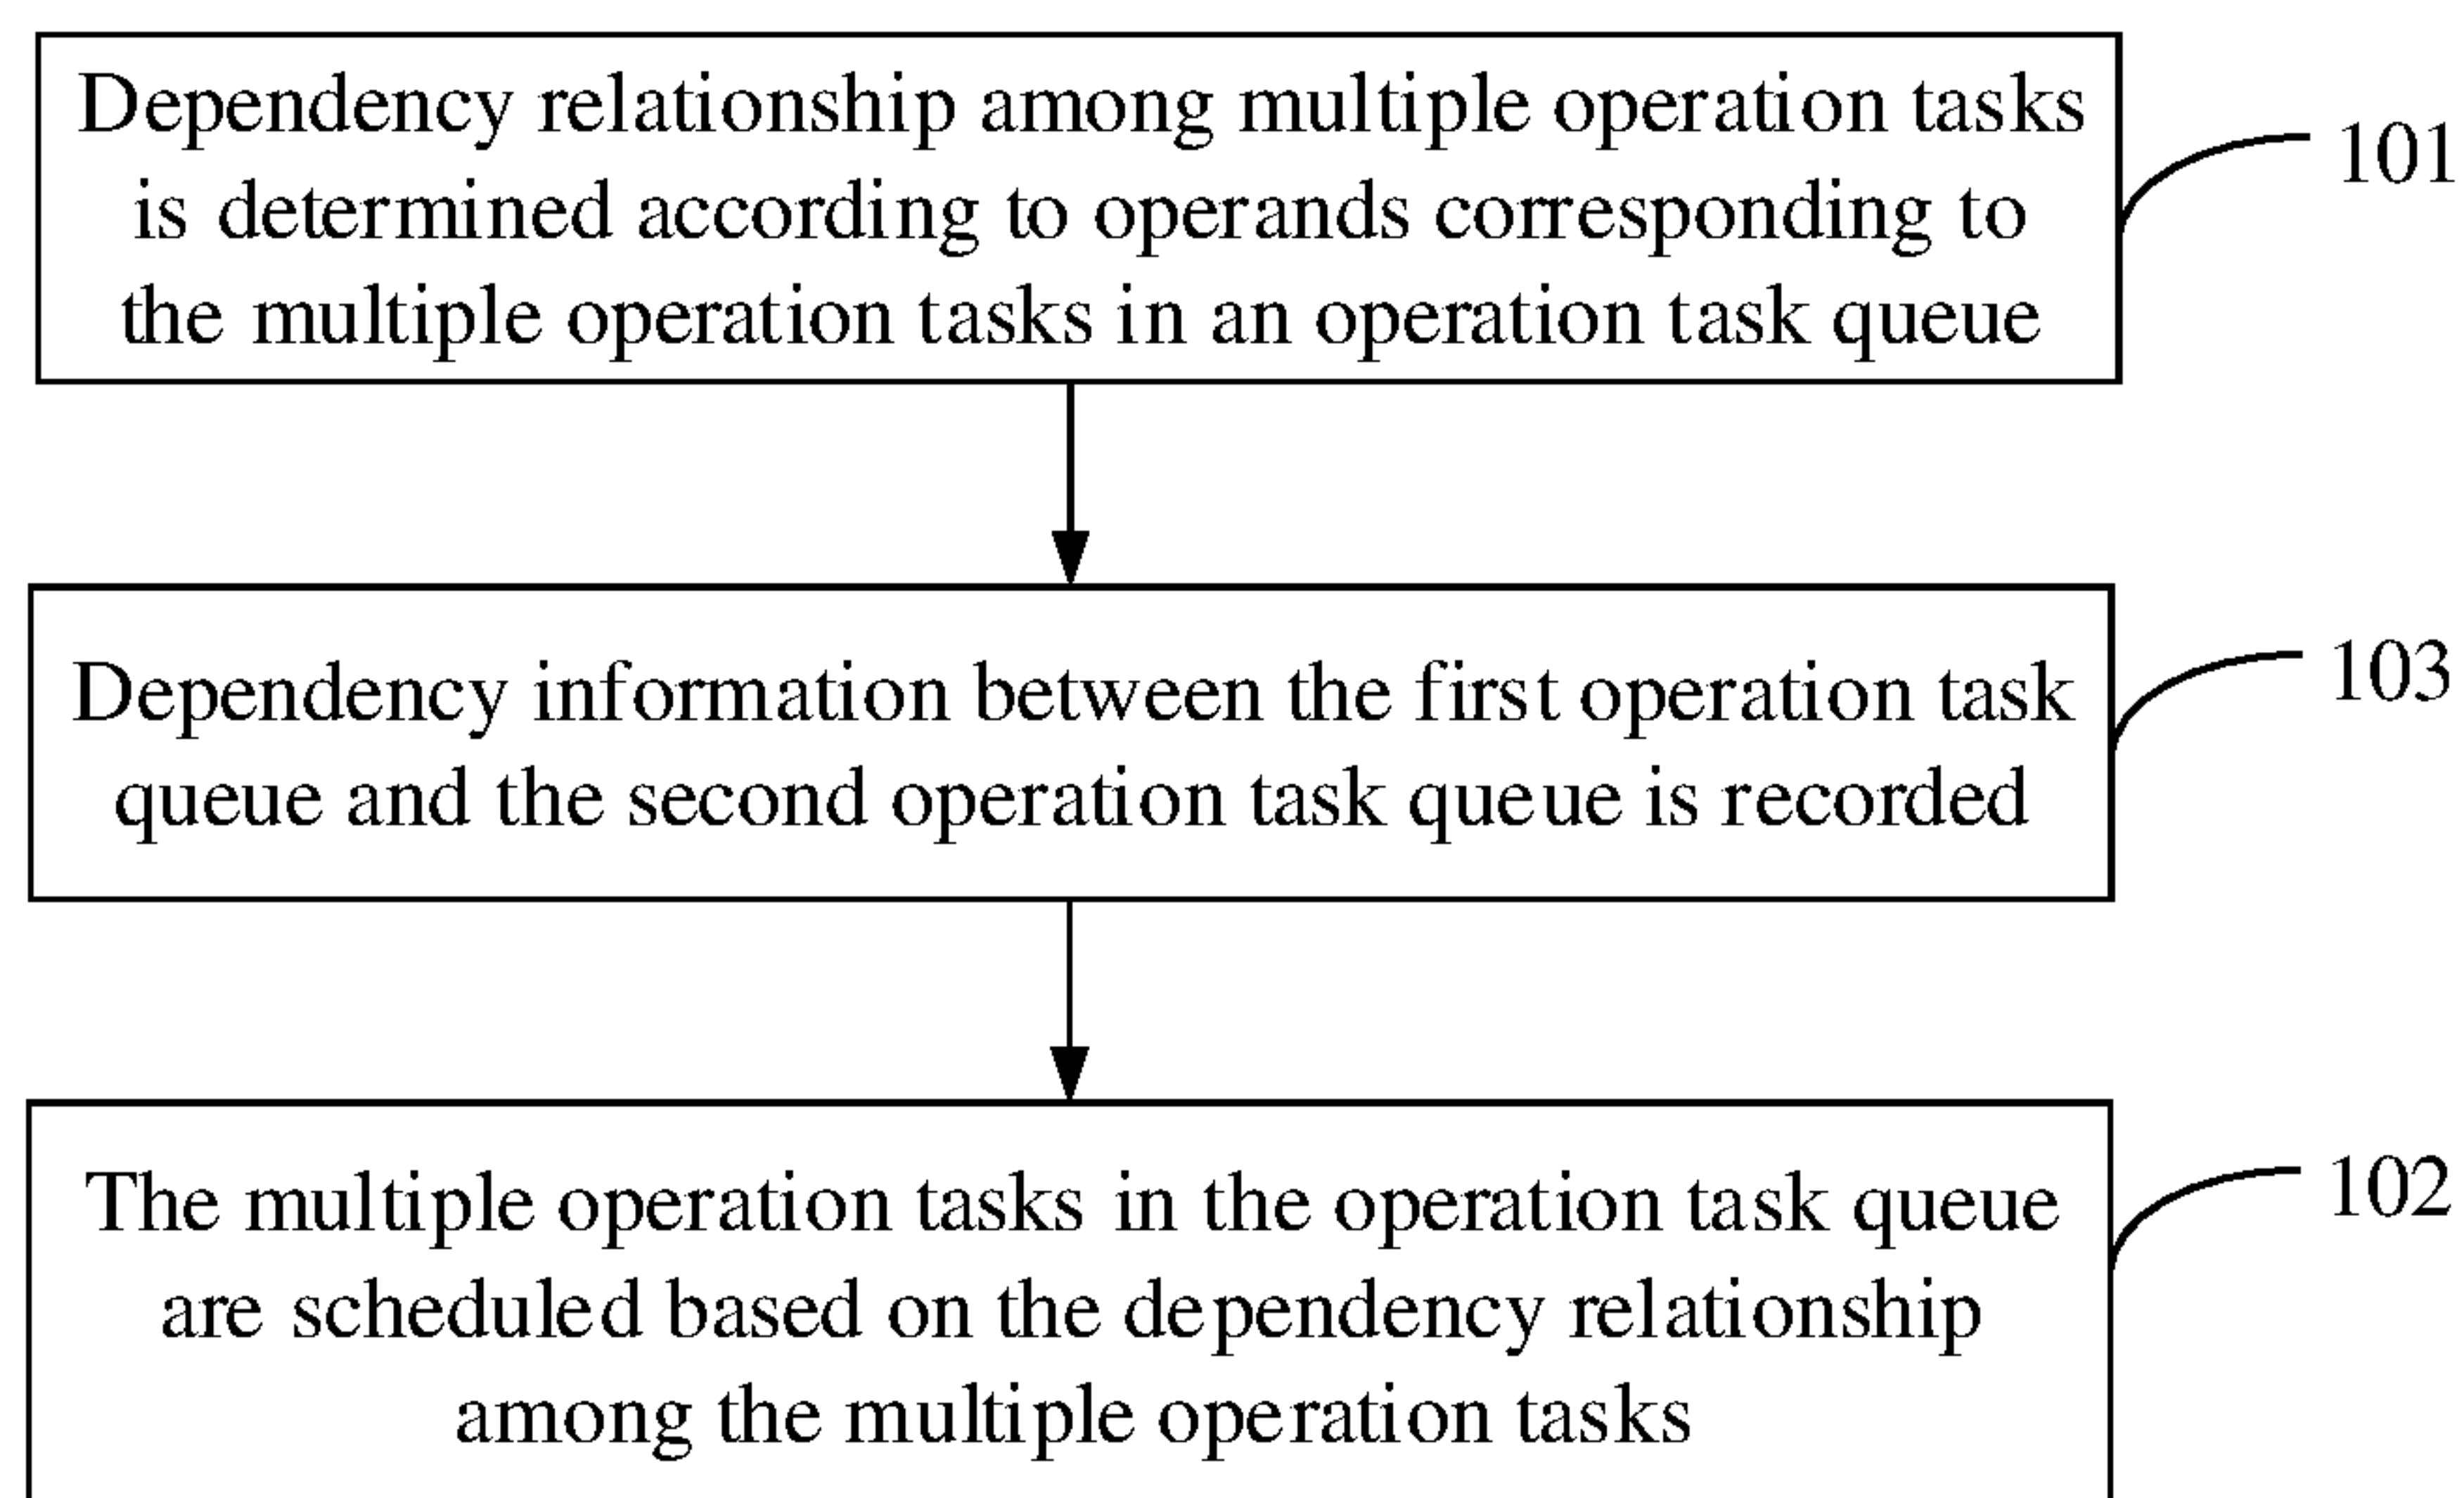 Dependency relationship among multiple operation tasks
is determined according to operands corresponding to
the multiple operation tasks in an operation task queue
101
Dependency information between the first operation task
queue and the second operation task queue is recorded
103
The multiple operation tasks in the operation task queue
are scheduled based on the dependency relationship
among the multiple operation tasks
102